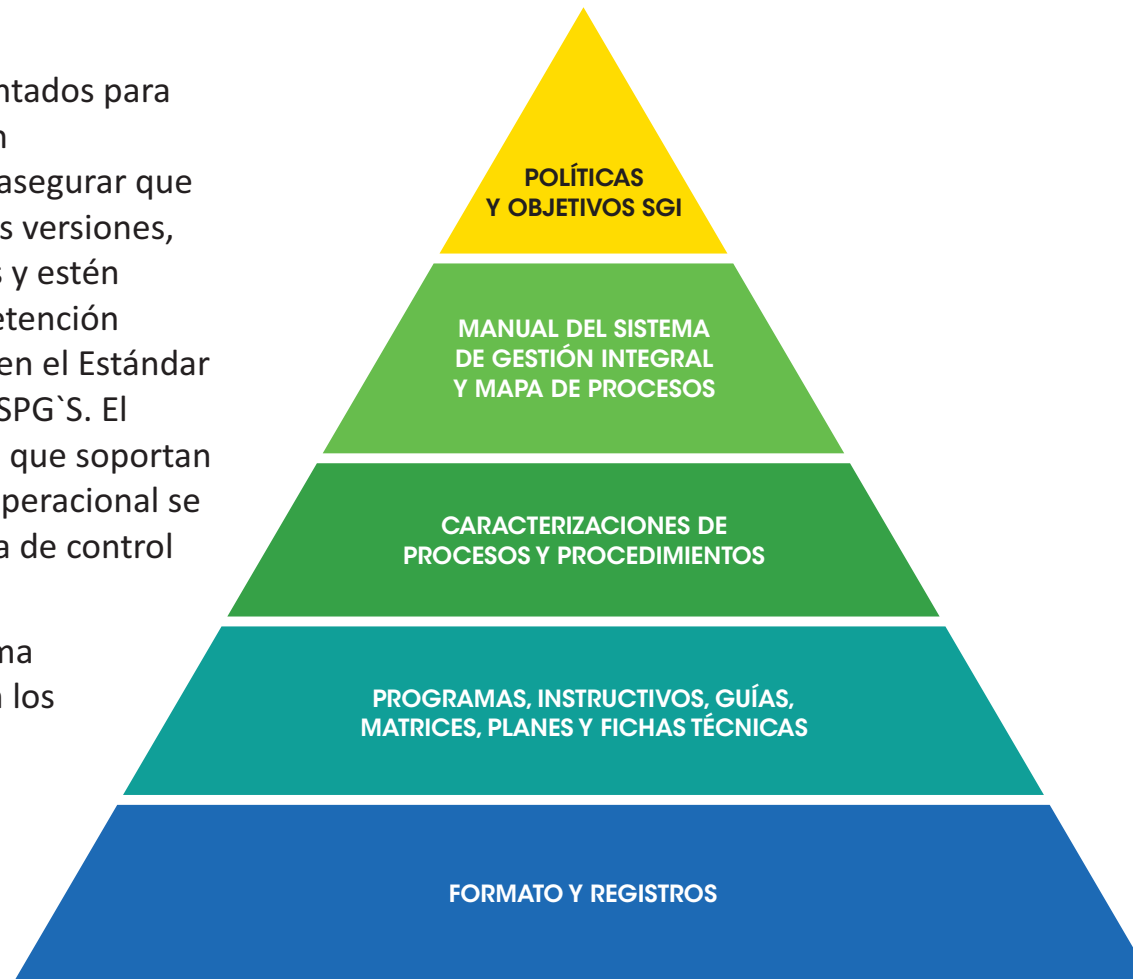 ntados para
n
asegurar que
s versiones,
s y estén
etención
en el Estándar
SPG`S. El
que soportan
peracional se
a de control
ma
los
POLÍTICAS
Y OBJETIVOS SGI
MANUAL DEL SISTEMA
DE GESTIÓN INTEGRAL
Y MAPA DE PROCESOS
CARACTERIZACIONES DE
PROCESOS Y PROCEDIMIENTOS
PROGRAMAS, INSTRUCTIVOS, GUÍAS,
MATRICES, PLANES Y FICHAS TÉCNICAS
FORMATO Y REGISTROS